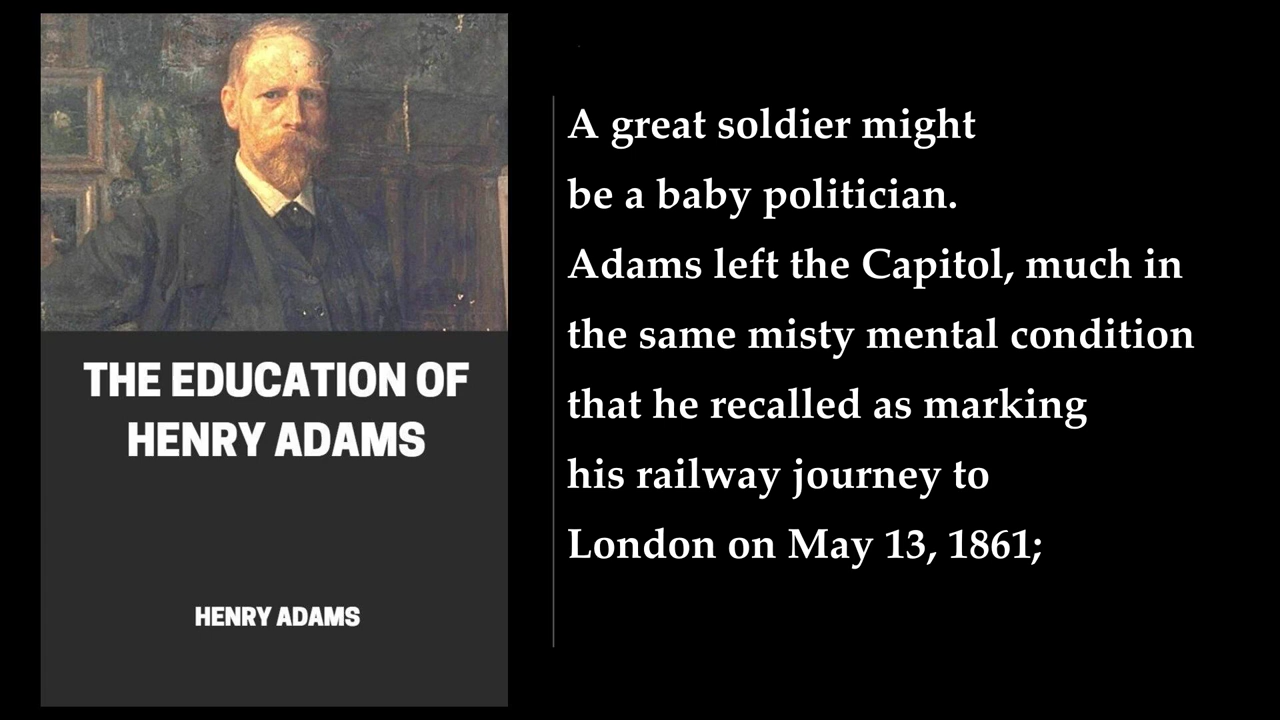 THE EDUCATION OF
HENRY ADAMS
HENRY ADAMS
A great soldier might
be a baby politician.
Adams left the Capitol, much in
the same misty mental condition
that he recalled as marking
his railway journey to
London on May 13, 1861;